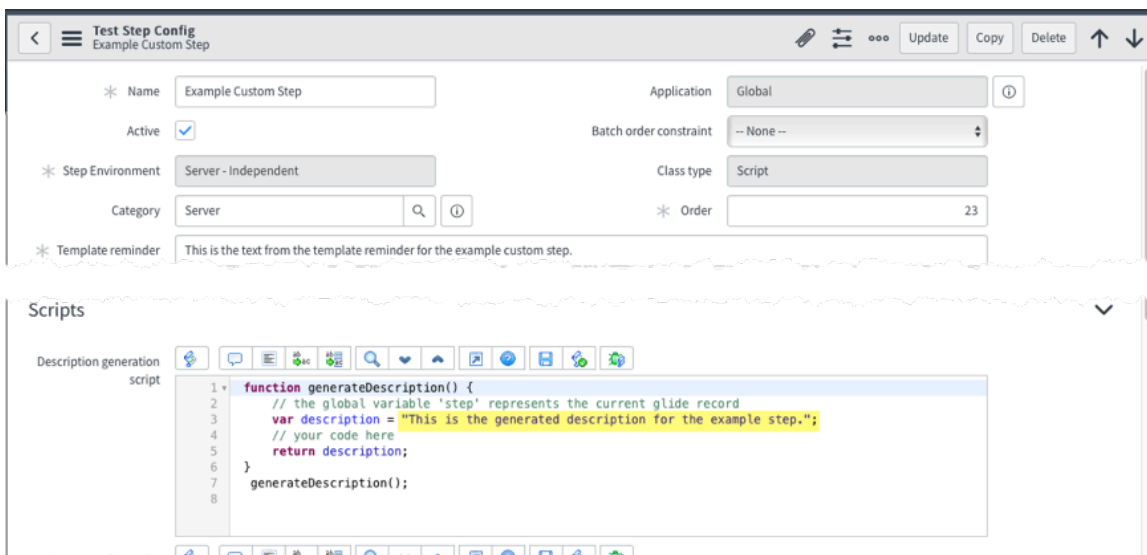 Test Step Config
Example Custom Step
Update Copy Delete
Name Example Custom Step Application Global
Active Batch order constraint -- None --
Step Environment Server - Independent Class type Script
Category Server Order 23
Template reminder This is the text from the template reminder for the example custom step.
Scripts
Description generation
script
1 function generateDescription() {
2 // the global variable 'step' represents the current glide record
3 var description = "This is the generated description for the example step.";
4 // your code here
5 return description;
6 }
7 generateDescription();
8